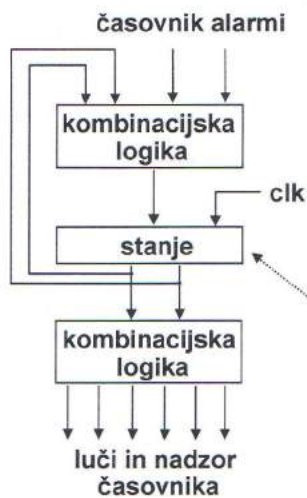 časovnik alarmi
kombinacijska
logika
clk
stanje
kombinacijska
logika
luči in nadzor
časovnika